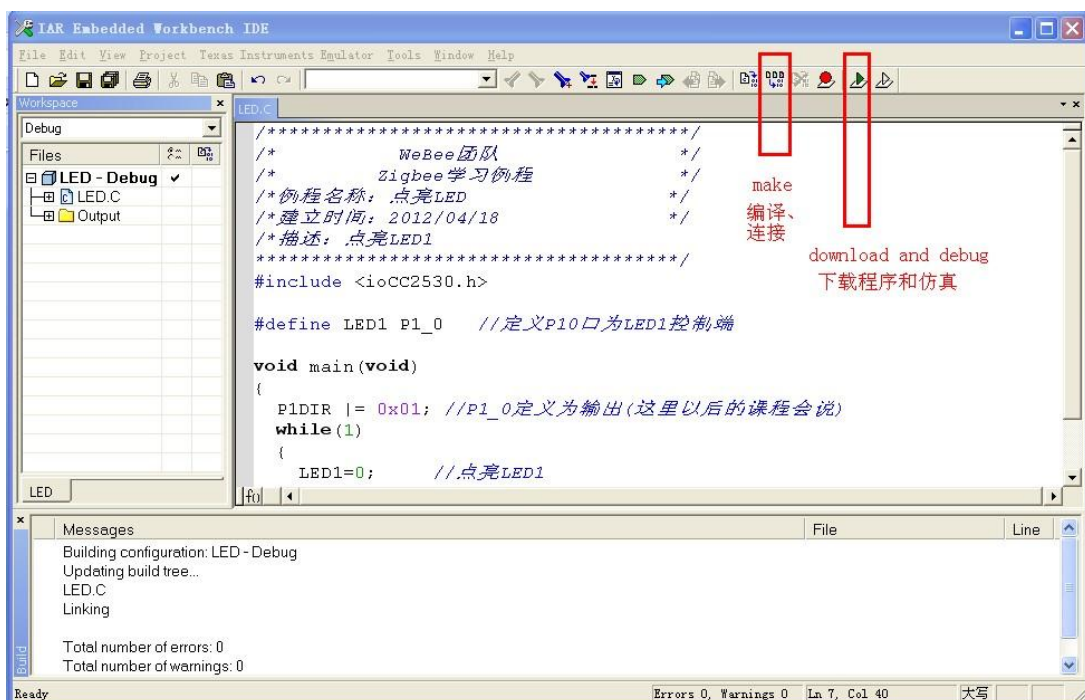 IAR Embedded Workbench IDE
File Edit View Project Texas Instruments Emulator Tools Window Help
Workspace
Debug
Files
LED - Debug
LED.C
Output
LED
LED.C
/**************************************/
/* WeBee团队 */
/* Zigbee学习例程 */
/*例程名称：点亮LED */
/*建立时间：2012/04/18 */
/*描述：点亮LED1
**************************************/
#include <ioCC2530.h>
#define LED1 P1_0 //定义P10口为LED1控制端
void main(void)
{
P1DIR |= 0x01; //P1_0定义为输出(这里以后的课程会说)
while(1)
{
LED1=0; //点亮LED1
f()
make
编译、
连接
download and debug
下载程序和仿真
Messages File Line
Building configuration: LED - Debug
Updating build tree...
LED.C
Linking
Total number of errors: 0
Total number of warnings: 0
Build
Ready Errors 0, Warnings 0 Ln 7, Col 40 大写